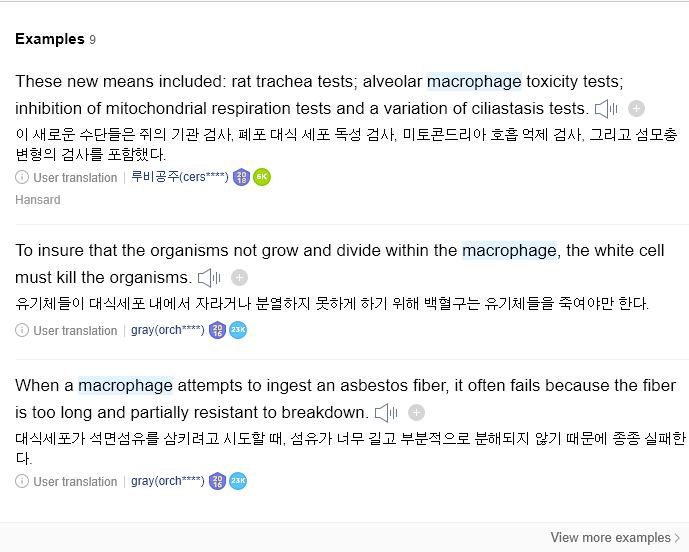 Examples 9
These new means included: rat trachea tests; alveolar macrophage toxicity tests;
inhibition of mitochondrial respiration tests and a variation of ciliastasis tests.
이 새로운 수단들은 쥐의 기관 검사, 폐포 대식 세포 독성 검사, 미토콘드리아 호흡 억제 검사, 그리고 섬모충
변형의 검사를 포함했다.
User translation | 루비공주(cers****) 2018 6K
Hansard
To insure that the organisms not grow and divide within the macrophage, the white cell
must kill the organisms.
유기체들이 대식세포 내에서 자라거나 분열하지 못하게 하기 위해 백혈구는 유기체들을 죽여야만 한다.
User translation | gray(orch****) 2016 23K
When a macrophage attempts to ingest an asbestos fiber, it often fails because the fiber
is too long and partially resistant to breakdown.
대식세포가 석면섬유를 삼키려고 시도할 때, 섬유가 너무 길고 부분적으로 분해되지 않기 때문에 종종 실패한
다.
User translation | gray(orch****) 2016 23K
View more examples